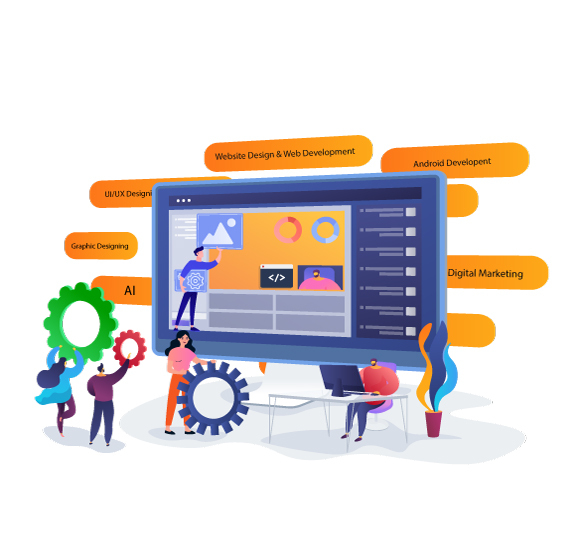 Website Design & Web Development
Android Developent
UI/UX Designi
Graphic Designing
Digital Marketing
AI
</>